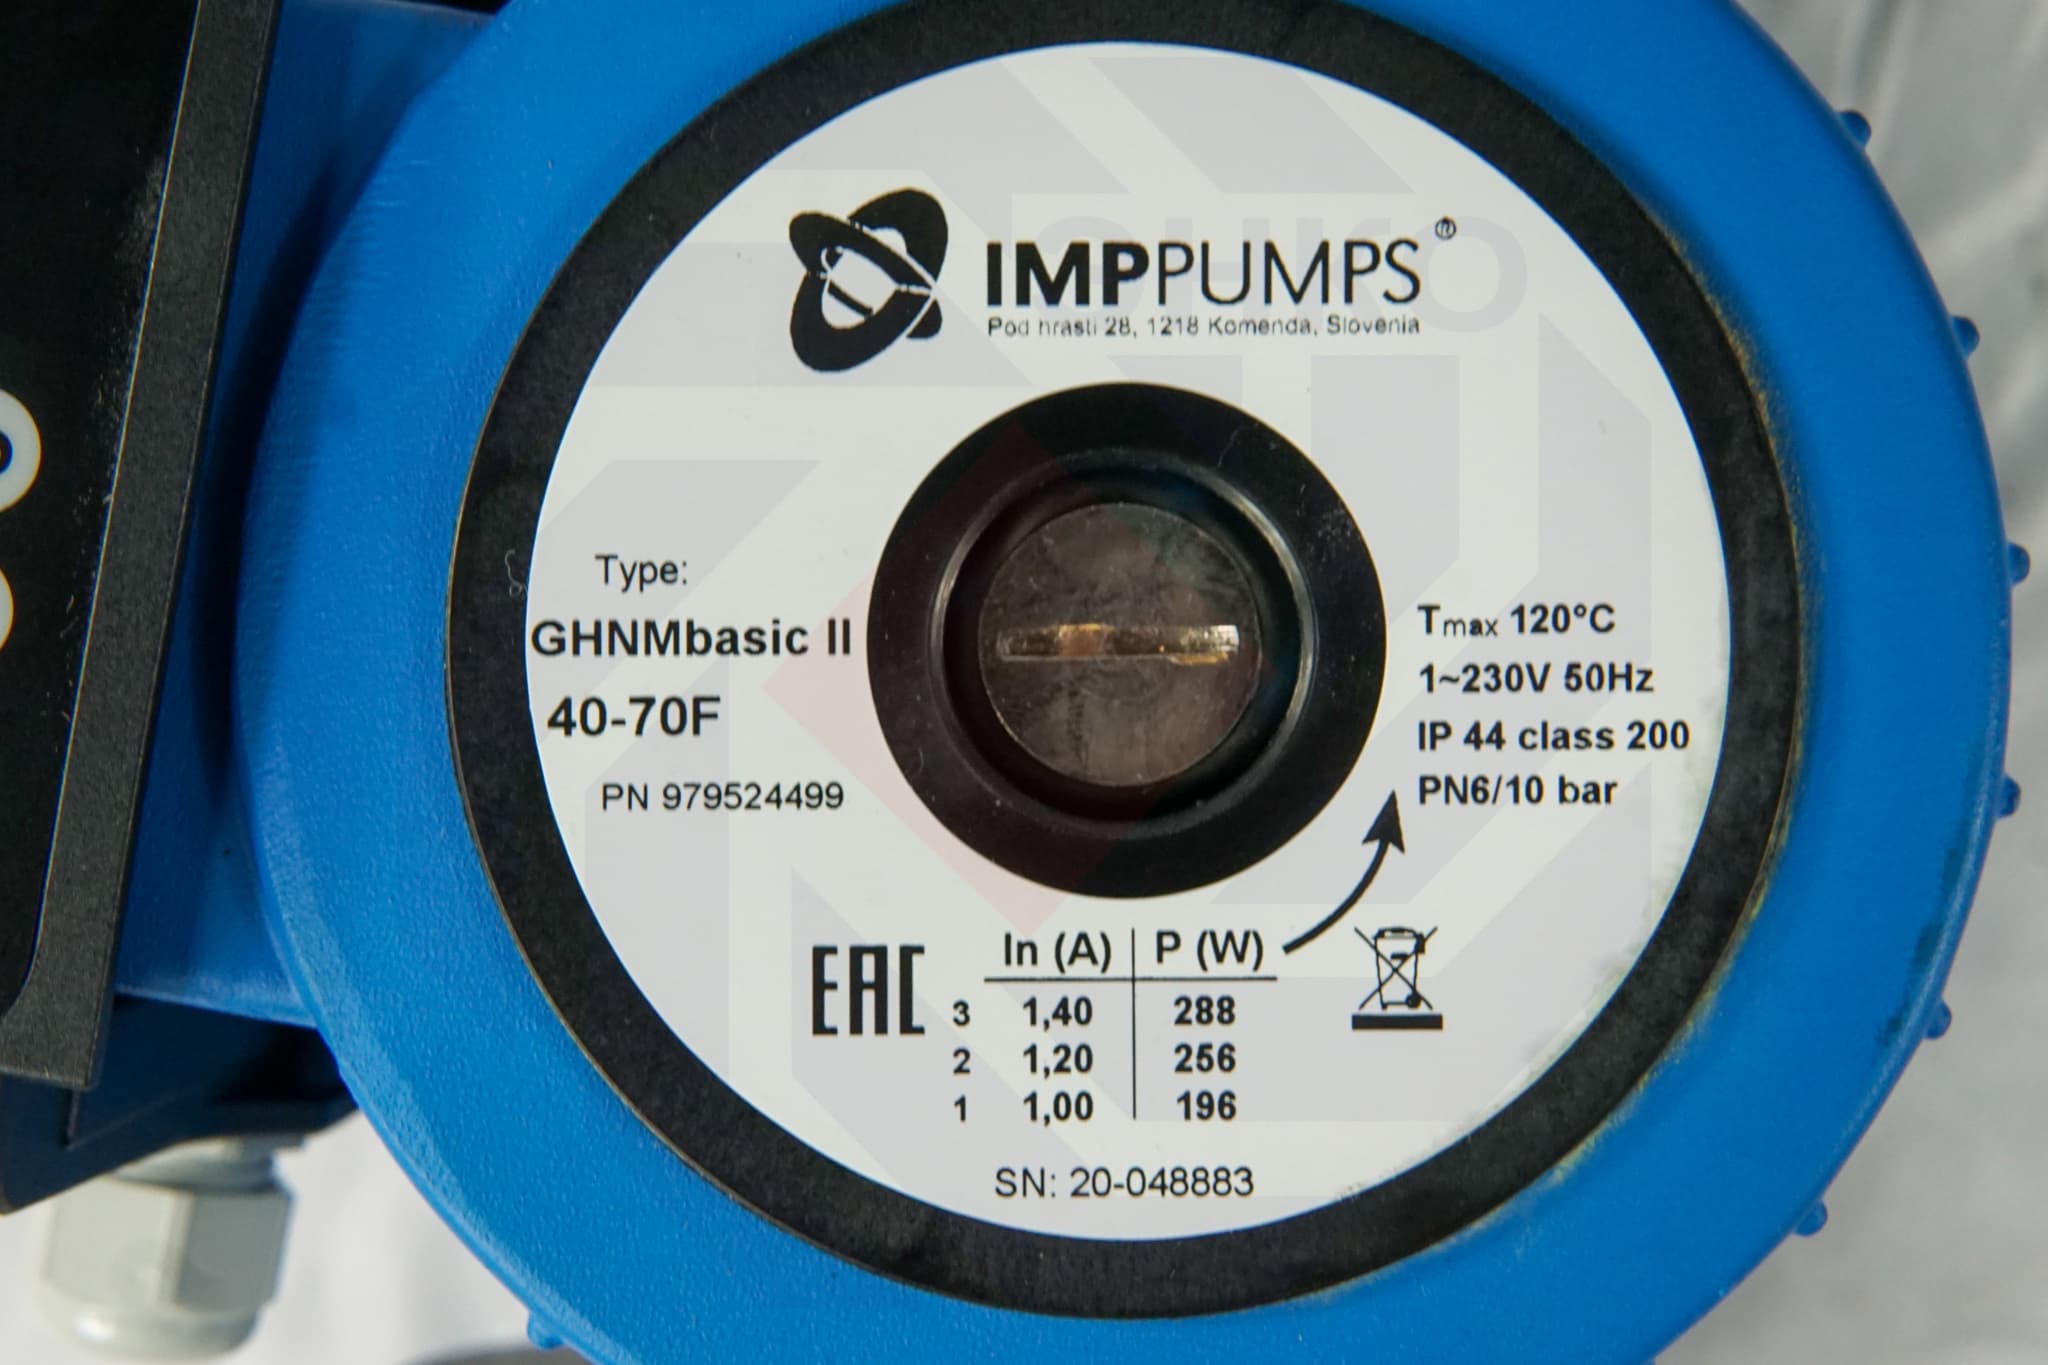 IMPPUMPS®
Pod hrasti 28, 1218 Komenda, Slovenia
Type:
GHNMbasic II
40-70F
PN 979524499
Tmax 120°C
1~230V 50Hz
IP 44 class 200
PN6/10 bar
EAC
In (A) P (W)
3 1,40 288
2 1,20 256
1 1,00 196
SN: 20-048883